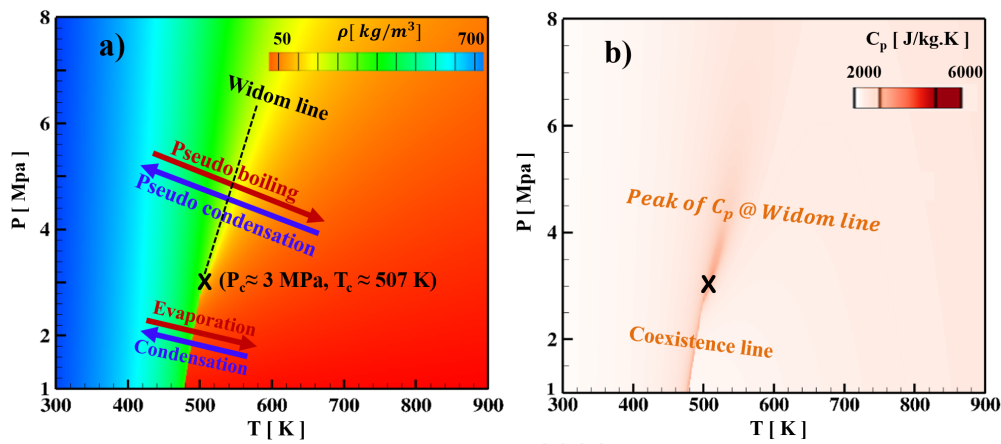 a)
ρ[ kg/m³]
50 700
Widom line
Pseudo boiling
Pseudo condensation
(Pc≈ 3 MPa, Tc ≈ 507 K)
Evaporation
Condensation
P [ Mpa ]
8
6
4
2
1
300 400 500 600 700 800 900
T [ K ]
b)
Cp [ J/kg.K ]
2000 6000
Peak of Cp @ Widom line
Coexistence line
P [ Mpa ]
8
6
4
2
1
300 400 500 600 700 800 900
T [ K ]